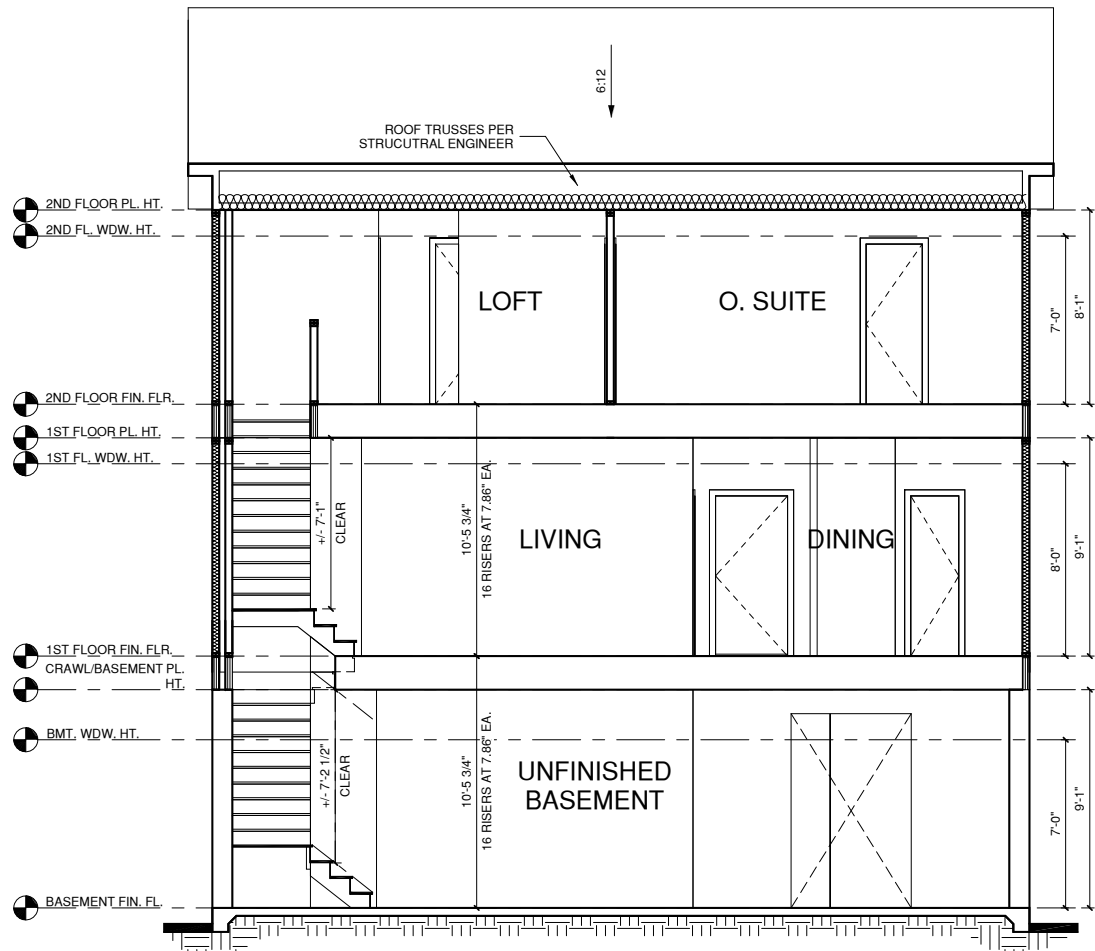 6:12
ROOF TRUSSES PER
STRUCUTRAL ENGINEER
2ND FLOOR PL. HT.
2ND FL. WDW. HT.
LOFT
O. SUITE
7'-0"
8'-1"
2ND FLOOR FIN. FLR.
1ST FLOOR PL. HT.
1ST FL. WDW. HT.
+/- 7'-1"
CLEAR
10'-5 3/4"
16 RISERS AT 7.86" EA.
LIVING
DINING
8'-0"
9'-1"
1ST FLOOR FIN. FLR.
CRAWL/BASEMENT PL.
HT.
BMT. WDW. HT.
+/- 7'-2 1/2"
CLEAR
10'-5 3/4"
16 RISERS AT 7.86" EA.
UNFINISHED
BASEMENT
7'-0"
9'-1"
BASEMENT FIN. FL.